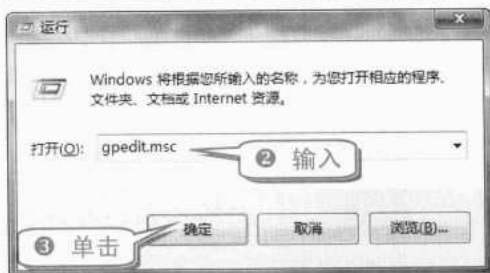 运行
Windows 将根据您所输入的名称，为您打开相应的程序、
文件夹、文档或 Internet 资源。
打开(O): gpedit.msc
❷ 输入
❸ 单击
确定 取消 浏览(B)...